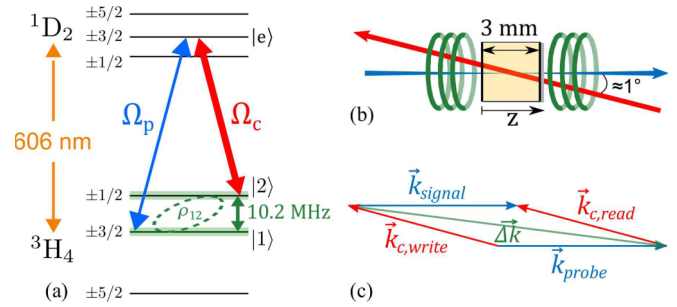 ¹D₂
±5/2
±3/2
|e⟩
±1/2
Ωp
Ωc
606 nm
±1/2
|2⟩
ρ₁₂
10.2 MHz
±3/2
|1⟩
³H₄
±5/2
(a)
3 mm
≈1°
z
(b)
k⃗signal
k⃗c,read
Δ⃗k
k⃗c,write
k⃗probe
(c)